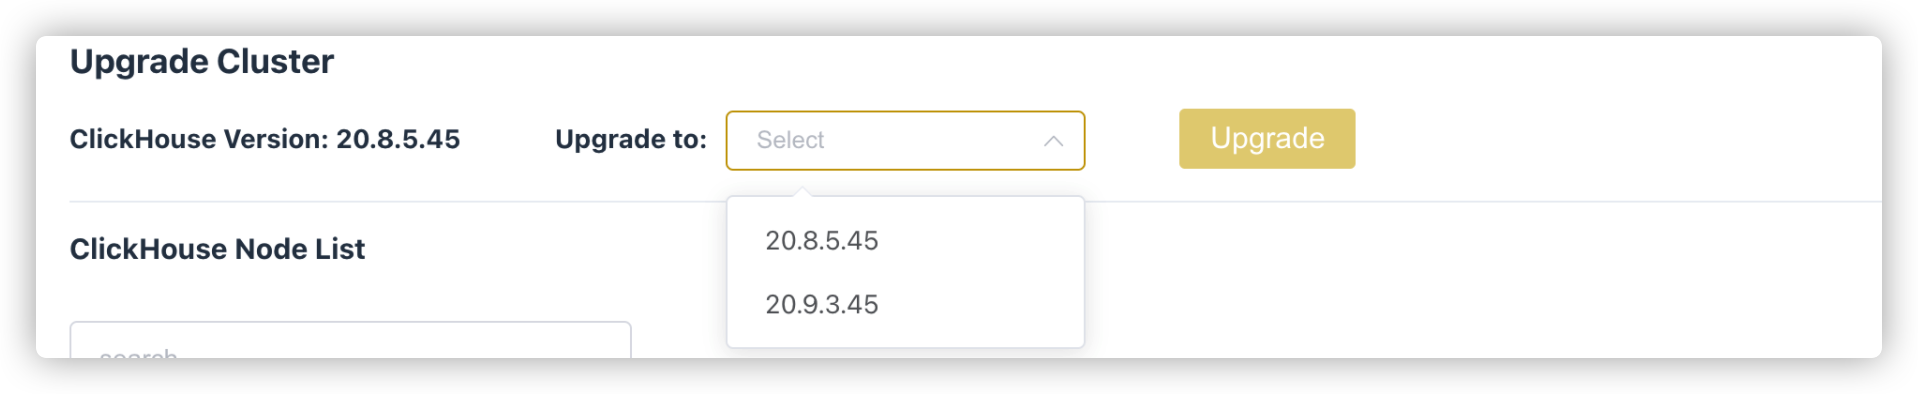 Upgrade Cluster
ClickHouse Version: 20.8.5.45 Upgrade to: Select Upgrade
20.8.5.45
ClickHouse Node List
20.9.3.45
search